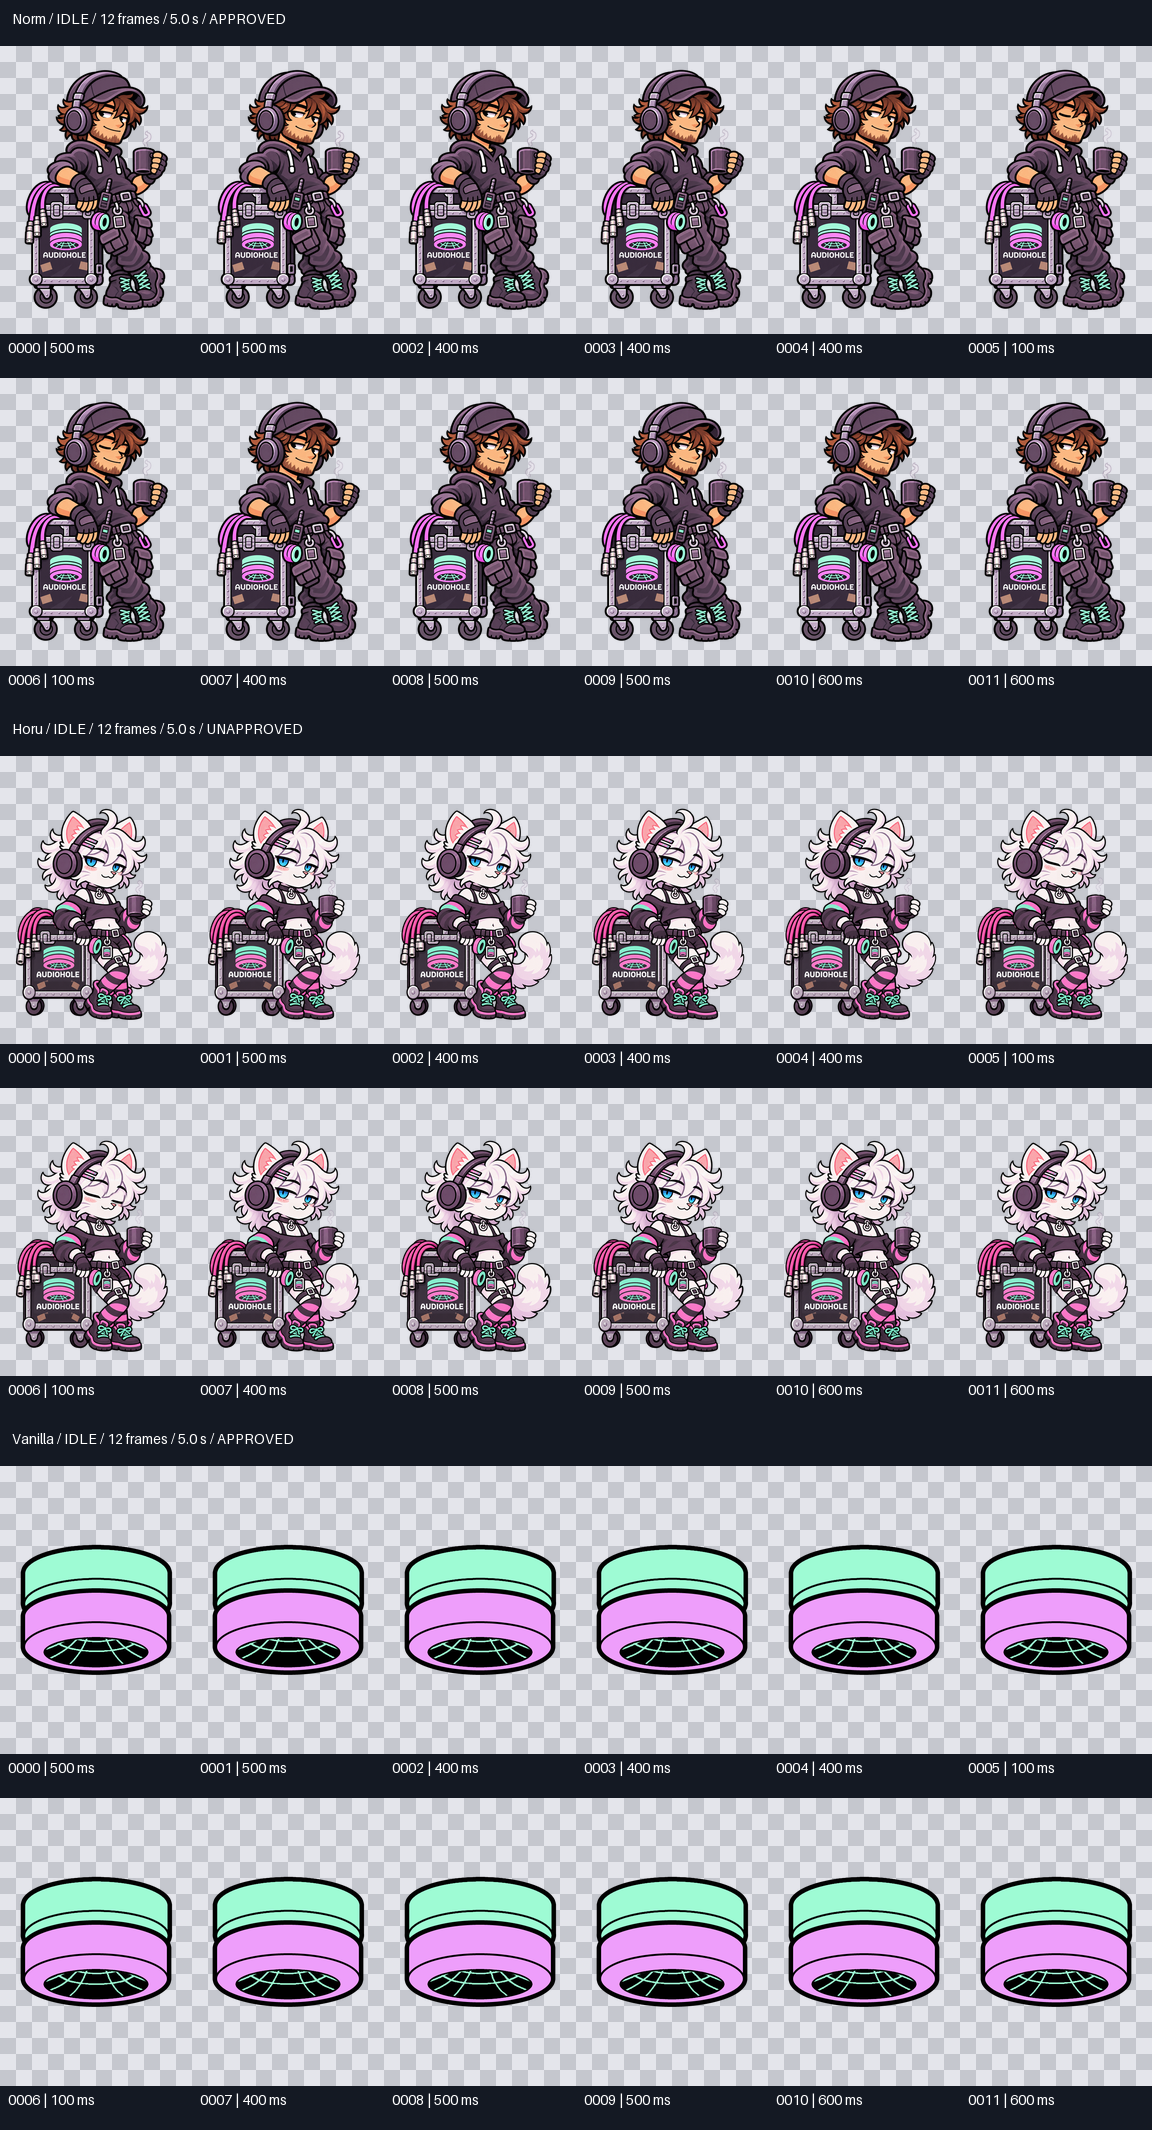 Norm / IDLE / 12 frames / 5.0 s / APPROVED
AUDIOHOLE AUDIOHOLE AUDIOHOLE AUDIOHOLE AUDIOHOLE AUDIOHOLE
0000 | 500 ms 0001 | 500 ms 0002 | 400 ms 0003 | 400 ms 0004 | 400 ms 0005 | 100 ms
AUDIOHOLE AUDIOHOLE AUDIOHOLE AUDIOHOLE AUDIOHOLE AUDIOHOLE
0006 | 100 ms 0007 | 400 ms 0008 | 500 ms 0009 | 500 ms 0010 | 600 ms 0011 | 600 ms
Horu / IDLE / 12 frames / 5.0 s / UNAPPROVED
AUDIOHOLE AUDIOHOLE AUDIOHOLE AUDIOHOLE AUDIOHOLE AUDIOHOLE
0000 | 500 ms 0001 | 500 ms 0002 | 400 ms 0003 | 400 ms 0004 | 400 ms 0005 | 100 ms
AUDIOHOLE AUDIOHOLE AUDIOHOLE AUDIOHOLE AUDIOHOLE AUDIOHOLE
0006 | 100 ms 0007 | 400 ms 0008 | 500 ms 0009 | 500 ms 0010 | 600 ms 0011 | 600 ms
Vanilla / IDLE / 12 frames / 5.0 s / APPROVED
0000 | 500 ms 0001 | 500 ms 0002 | 400 ms 0003 | 400 ms 0004 | 400 ms 0005 | 100 ms
0006 | 100 ms 0007 | 400 ms 0008 | 500 ms 0009 | 500 ms 0010 | 600 ms 0011 | 600 ms